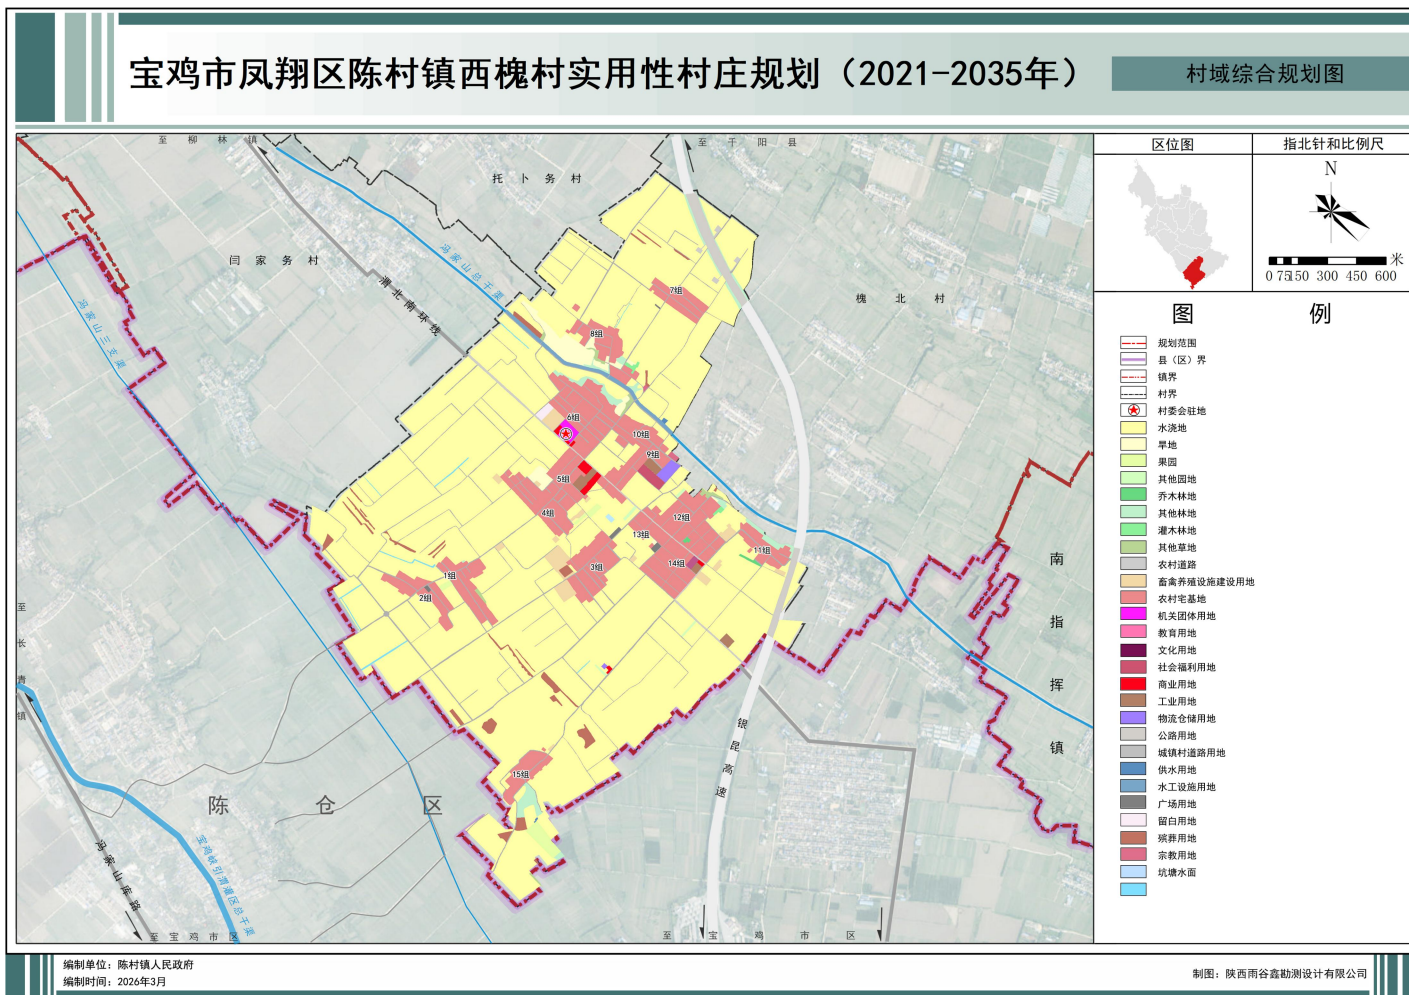 宝鸡市凤翔区陈村镇西槐村实用性村庄规划（2021-2035年）
村域综合规划图
至柳林镇
至千阳县
托卜务村
闫家务村
冯家山总干渠
渭北南环线
槐北村
冯家山三支渠
7组
8组
6组
10组
9组
5组
4组
12组
13组
11组
14组
3组
1组
2组
15组
至长青镇
南指挥镇
银昆高速
陈仓区
冯家山库路
宝鸡峡引渭灌区总干渠
至宝鸡市区
至宝鸡市区
区位图
指北针和比例尺
N
米
0 75 150 300 450 600
图例
规划范围
县（区）界
镇界
村界
村委会驻地
水浇地
旱地
果园
其他园地
乔木林地
其他林地
灌木林地
其他草地
农村道路
畜禽养殖设施建设用地
农村宅基地
机关团体用地
教育用地
文化用地
社会福利用地
商业用地
工业用地
物流仓储用地
公路用地
城镇村道路用地
供水用地
水工设施用地
广场用地
留白用地
殡葬用地
宗教用地
坑塘水面
编制单位：陈村镇人民政府
编制时间：2026年3月
制图：陕西雨谷鑫勘测设计有限公司